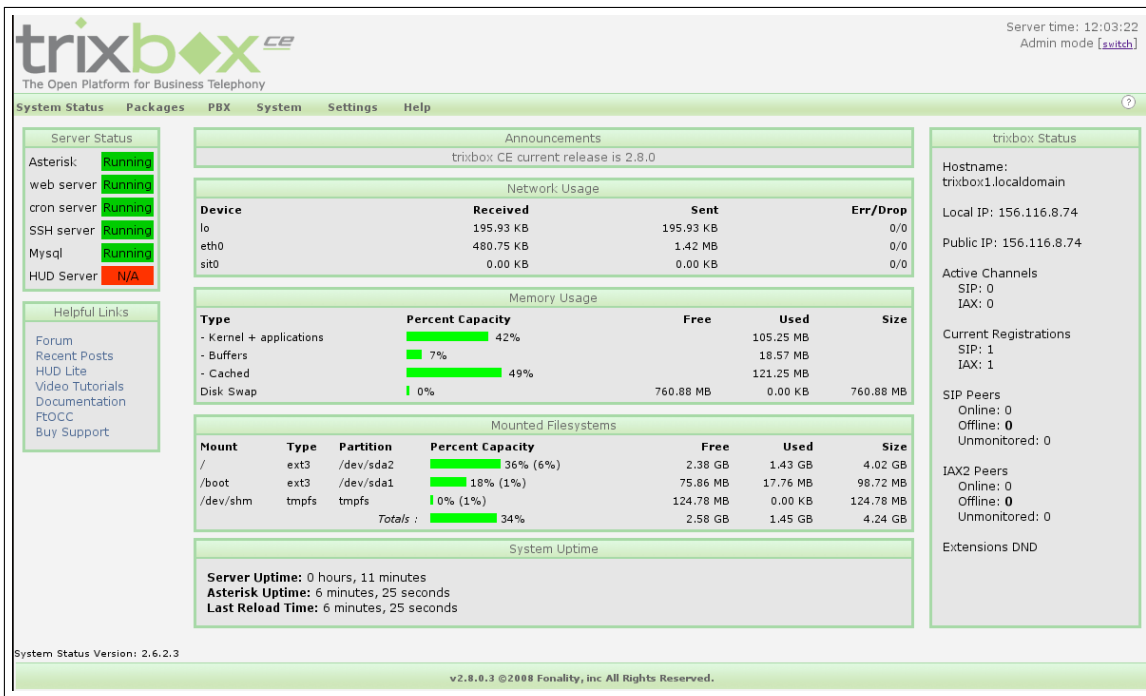 trixbox CE
The Open Platform for Business Telephony
Server time: 12:03:22
Admin mode [switch]
System Status Packages PBX System Settings Help
?
Server Status
Asterisk Running
web server Running
cron server Running
SSH server Running
Mysql Running
HUD Server N/A
Helpful Links
Forum
Recent Posts
HUD Lite
Video Tutorials
Documentation
FtOCC
Buy Support
Announcements
trixbox CE current release is 2.8.0
Network Usage
Device Received Sent Err/Drop
lo 195.93 KB 195.93 KB 0/0
eth0 480.75 KB 1.42 MB 0/0
sit0 0.00 KB 0.00 KB 0/0
Memory Usage
Type Percent Capacity Free Used Size
- Kernel + applications 42% 105.25 MB
- Buffers 7% 18.57 MB
- Cached 49% 121.25 MB
Disk Swap 0% 760.88 MB 0.00 KB 760.88 MB
Mounted Filesystems
Mount Type Partition Percent Capacity Free Used Size
/ ext3 /dev/sda2 36% (6%) 2.38 GB 1.43 GB 4.02 GB
/boot ext3 /dev/sda1 18% (1%) 75.86 MB 17.76 MB 98.72 MB
/dev/shm tmpfs tmpfs 0% (1%) 124.78 MB 0.00 KB 124.78 MB
Totals : 34% 2.58 GB 1.45 GB 4.24 GB
System Uptime
Server Uptime: 0 hours, 11 minutes
Asterisk Uptime: 6 minutes, 25 seconds
Last Reload Time: 6 minutes, 25 seconds
trixbox Status
Hostname:
trixbox1.localdomain
Local IP: 156.116.8.74
Public IP: 156.116.8.74
Active Channels
SIP: 0
IAX: 0
Current Registrations
SIP: 1
IAX: 1
SIP Peers
Online: 0
Offline: 0
Unmonitored: 0
IAX2 Peers
Online: 0
Offline: 0
Unmonitored: 0
Extensions DND
System Status Version: 2.6.2.3
v2.8.0.3 ©2008 Fonality, inc All Rights Reserved.